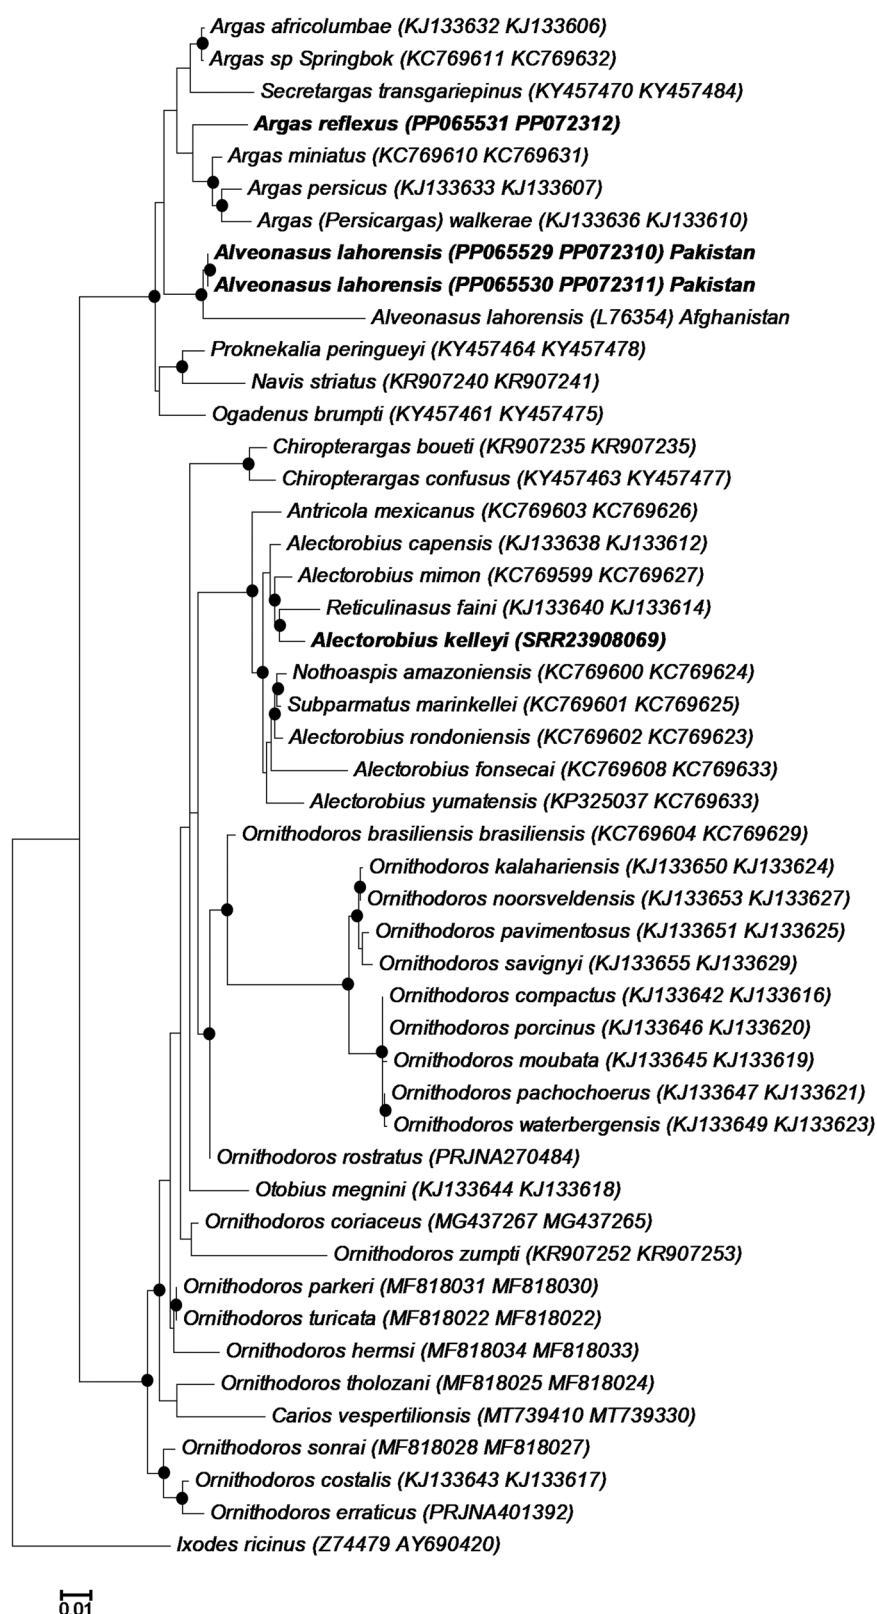 Argas africolumbae (KJ133632 KJ133606)
Argas sp Springbok (KC769611 KC769632)
Secretargas transgariepinus (KY457470 KY457484)
Argas reflexus (PP065531 PP072312)
Argas miniatus (KC769610 KC769631)
Argas persicus (KJ133633 KJ133607)
Argas (Persicargas) walkerae (KJ133636 KJ133610)
Alveonasus lahorensis (PP065529 PP072310) Pakistan
Alveonasus lahorensis (PP065530 PP072311) Pakistan
Alveonasus lahorensis (L76354) Afghanistan
Proknekalia peringueyi (KY457464 KY457478)
Navis striatus (KR907240 KR907241)
Ogadenus brumpti (KY457461 KY457475)
Chiropterargas boueti (KR907235 KR907235)
Chiropterargas confusus (KY457463 KY457477)
Antricola mexicanus (KC769603 KC769626)
Alectorobius capensis (KJ133638 KJ133612)
Alectorobius mimon (KC769599 KC769627)
Reticulinasus faini (KJ133640 KJ133614)
Alectorobius kelleyi (SRR23908069)
Nothoaspis amazoniensis (KC769600 KC769624)
Subparmatus marinkellei (KC769601 KC769625)
Alectorobius rondoniensis (KC769602 KC769623)
Alectorobius fonsecai (KC769608 KC769633)
Alectorobius yumatensis (KP325037 KC769633)
Ornithodoros brasiliensis brasiliensis (KC769604 KC769629)
Ornithodoros kalahariensis (KJ133650 KJ133624)
Ornithodoros noorsveldensis (KJ133653 KJ133627)
Ornithodoros pavimentosus (KJ133651 KJ133625)
Ornithodoros savignyi (KJ133655 KJ133629)
Ornithodoros compactus (KJ133642 KJ133616)
Ornithodoros porcinus (KJ133646 KJ133620)
Ornithodoros moubata (KJ133645 KJ133619)
Ornithodoros pachochoerus (KJ133647 KJ133621)
Ornithodoros waterbergensis (KJ133649 KJ133623)
Ornithodoros rostratus (PRJNA270484)
Otobius megnini (KJ133644 KJ133618)
Ornithodoros coriaceus (MG437267 MG437265)
Ornithodoros zumpti (KR907252 KR907253)
Ornithodoros parkeri (MF818031 MF818030)
Ornithodoros turicata (MF818022 MF818022)
Ornithodoros hermsi (MF818034 MF818033)
Ornithodoros tholozani (MF818025 MF818024)
Carios vespertilionsis (MT739410 MT739330)
Ornithodoros sonrai (MF818028 MF818027)
Ornithodoros costalis (KJ133643 KJ133617)
Ornithodoros erraticus (PRJNA401392)
Ixodes ricinus (Z74479 AY690420)
0.01